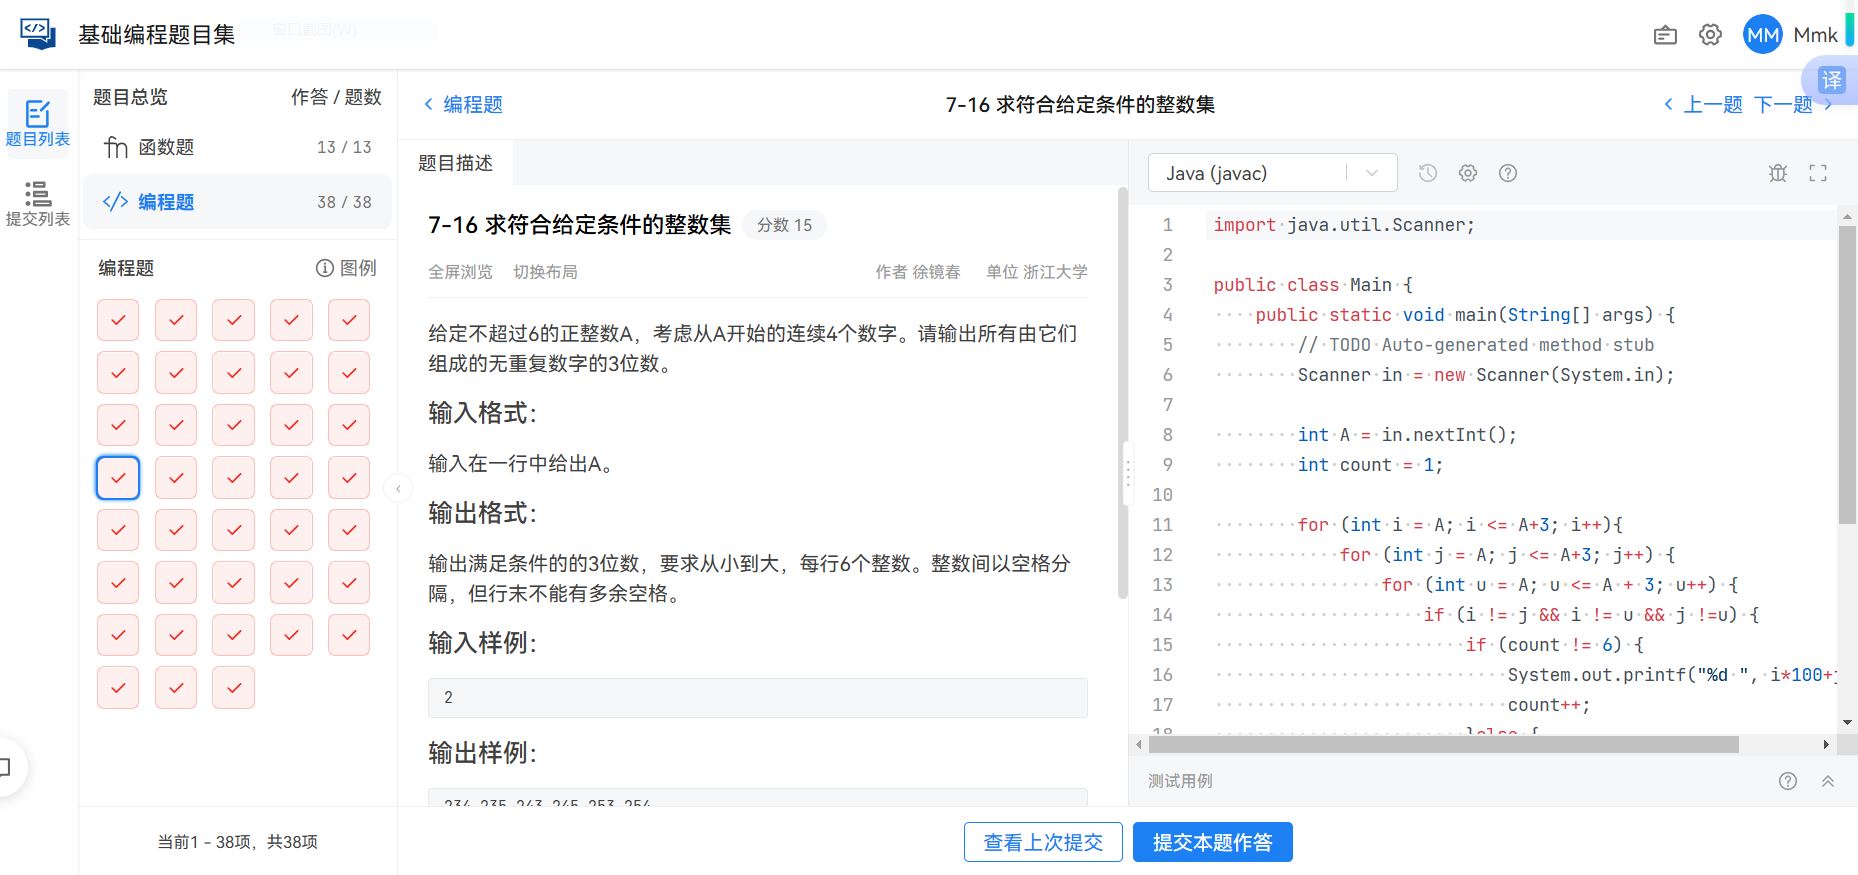 基础编程题目集
窗口截图(W)
MM Mmk
译
题目列表
提交列表
题目总览 作答 / 题数
函数题 13 / 13
编程题 38 / 38
编程题 图例
当前1 - 38项，共38项
编程题
7-16 求符合给定条件的整数集
上一题 下一题
题目描述
7-16 求符合给定条件的整数集 分数 15
全屏浏览 切换布局 作者 徐镜春 单位 浙江大学
给定不超过6的正整数A，考虑从A开始的连续4个数字。请输出所有由它们
组成的无重复数字的3位数。
输入格式：
输入在一行中给出A。
输出格式：
输出满足条件的的3位数，要求从小到大，每行6个整数。整数间以空格分
隔，但行末不能有多余空格。
输入样例：
2
输出样例：
234 235 243 245 253 254
Java (javac)
1 import java.util.Scanner;
2
3 public class Main {
4 public static void main(String[] args) {
5 // TODO Auto-generated method stub
6 Scanner in = new Scanner(System.in);
7
8 int A = in.nextInt();
9 int count = 1;
10
11 for (int i = A; i <= A+3; i++){
12 for (int j = A; j <= A+3; j++) {
13 for (int u = A; u <= A + 3; u++) {
14 if (i != j && i != u && j !=u) {
15 if (count != 6) {
16 System.out.printf("%d ", i*100+j
17 count++;
18 }else {
测试用例
查看上次提交 提交本题作答